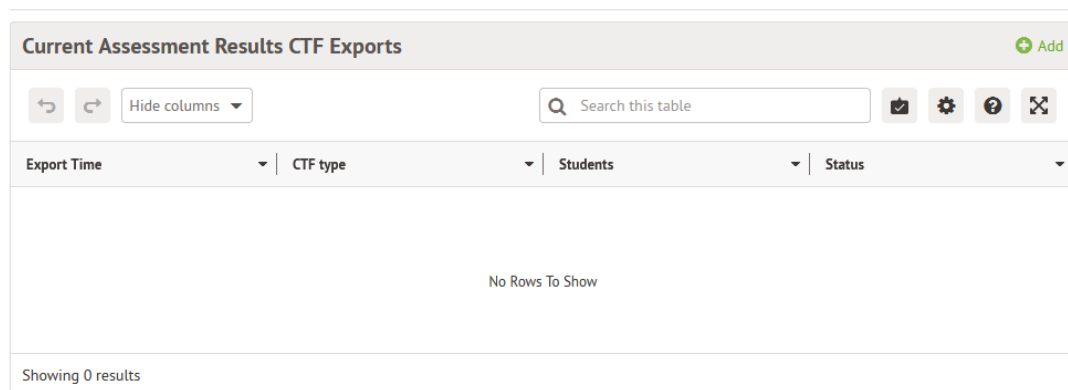 Current Assessment Results CTF Exports Add
Hide columns Search this table
Export Time CTF type Students Status
No Rows To Show
Showing 0 results